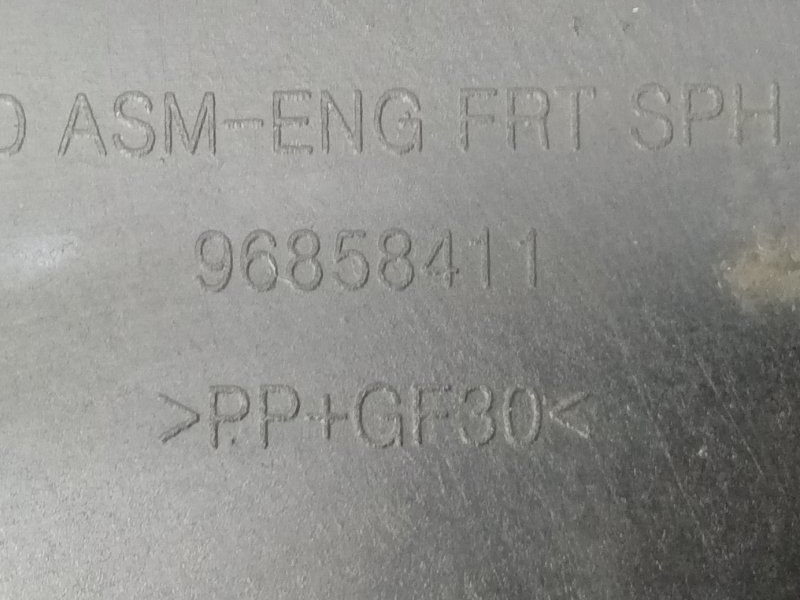 D ASM-ENG FRT SPH
96858411
>PP+GF30<